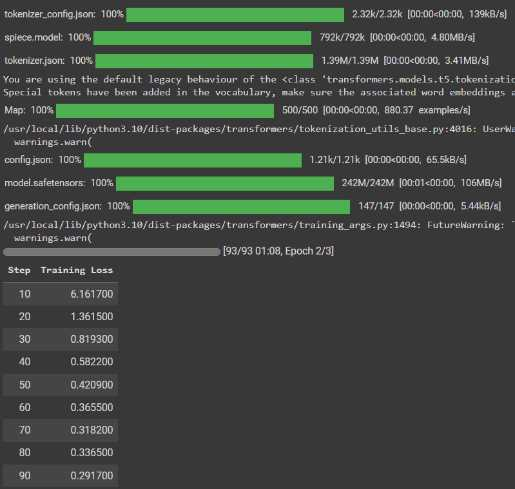 tokenizer_config.json: 100% 2.32k/2.32k [00:00<00:00, 139kB/s]
spiece.model: 100% 792k/792k [00:00<00:00, 4.80MB/s]
tokenizer.json: 100% 1.39M/1.39M [00:00<00:00, 3.41MB/s]
You are using the default legacy behaviour of the <class 'transformers.models.t5.tokenizatio
Special tokens have been added in the vocabulary, make sure the associated word embeddings a
Map: 100% 500/500 [00:00<00:00, 880.37 examples/s]
/usr/local/lib/python3.10/dist-packages/transformers/tokenization_utils_base.py:4016: UserWa
warnings.warn(
config.json: 100% 1.21k/1.21k [00:00<00:00, 65.5kB/s]
model.safetensors: 100% 242M/242M [00:01<00:00, 106MB/s]
generation_config.json: 100% 147/147 [00:00<00:00, 5.44kB/s]
/usr/local/lib/python3.10/dist-packages/transformers/training_args.py:1494: FutureWarning:
warnings.warn(
[93/93 01:08, Epoch 2/3]
Step Training Loss
10 6.161700
20 1.361500
30 0.819300
40 0.582200
50 0.420900
60 0.365500
70 0.318200
80 0.336500
90 0.291700